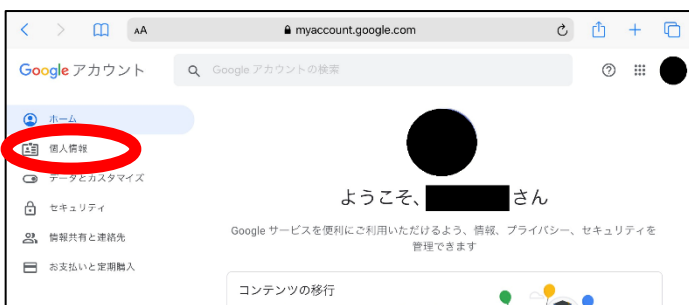 AA
myaccount.google.com
Google アカウント
Google アカウントの検索
ホーム
個人情報
データとカスタマイズ
セキュリティ
情報共有と連絡先
お支払いと定期購入
ようこそ、 さん
Google サービスを便利にご利用いただけるよう、情報、プライバシー、セキュリティを
管理できます
コンテンツの移行